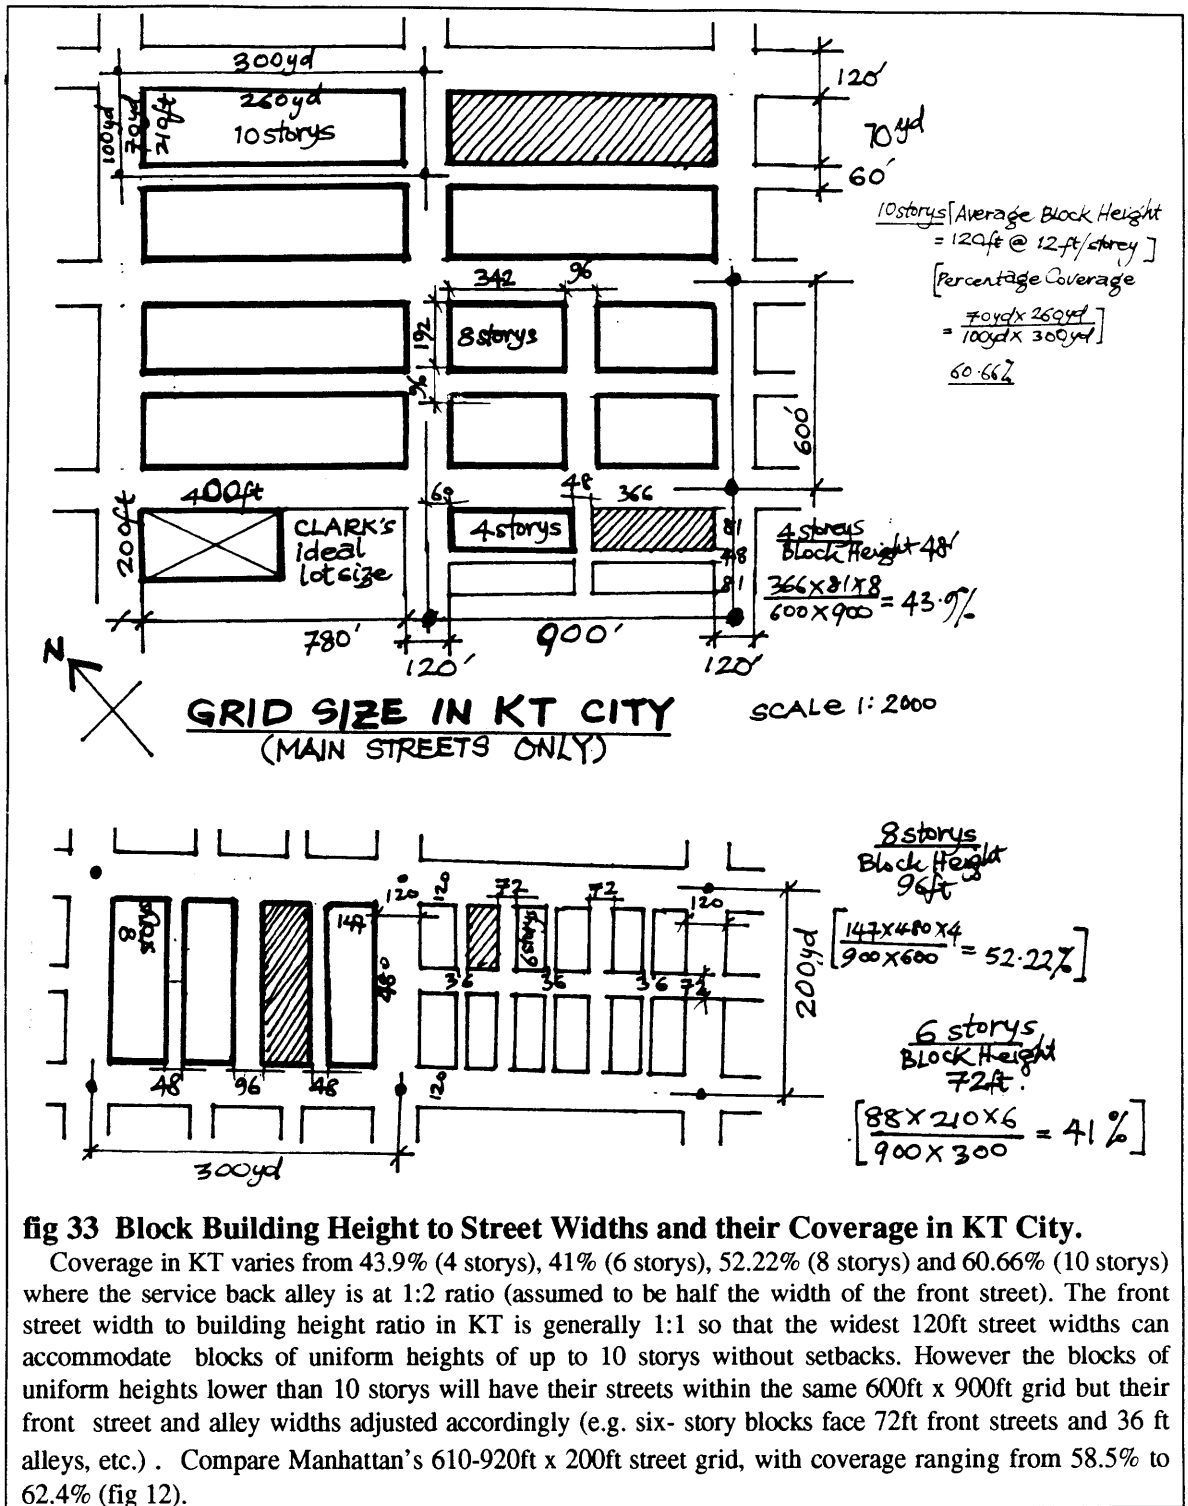 300yd
120'
260yd
10storys
100yd
70yd
210ft
70yd
60'
10storys [Average Block Height
= 120ft @ 12ft/storey]
[Percentage Coverage
= 70yd x 260yd
100yd x 300yd]
60.66%
342
96
192
8storys
96
600'
400ft
200ft
CLARK's
ideal
lot size
60
48
366
4storys
81
48
81
4 storeys
Block Height 48'
366x81x8
600x900 = 43.9%
780'
120'
900'
120'
N
GRID SIZE IN KT CITY
(MAIN STREETS ONLY)
SCALE 1:2000
8 storys
147
480
48
96
48
300yd
120
120
72
72
120
6storys
36
36
36
72
120
200yd
8storys
Block Height
96ft
[147x480x4
900x600 = 52.22%]
6 storys
BLOCK Height
72ft.
[88x210x6
900x300 = 41%]
fig 33 Block Building Height to Street Widths and their Coverage in KT City.
Coverage in KT varies from 43.9% (4 storys), 41% (6 storys), 52.22% (8 storys) and 60.66% (10 storys)
where the service back alley is at 1:2 ratio (assumed to be half the width of the front street). The front
street width to building height ratio in KT is generally 1:1 so that the widest 120ft street widths can
accommodate blocks of uniform heights of up to 10 storys without setbacks. However the blocks of
uniform heights lower than 10 storys will have their streets within the same 600ft x 900ft grid but their
front street and alley widths adjusted accordingly (e.g. six- story blocks face 72ft front streets and 36 ft
alleys, etc.) . Compare Manhattan's 610-920ft x 200ft street grid, with coverage ranging from 58.5% to
62.4% (fig 12).